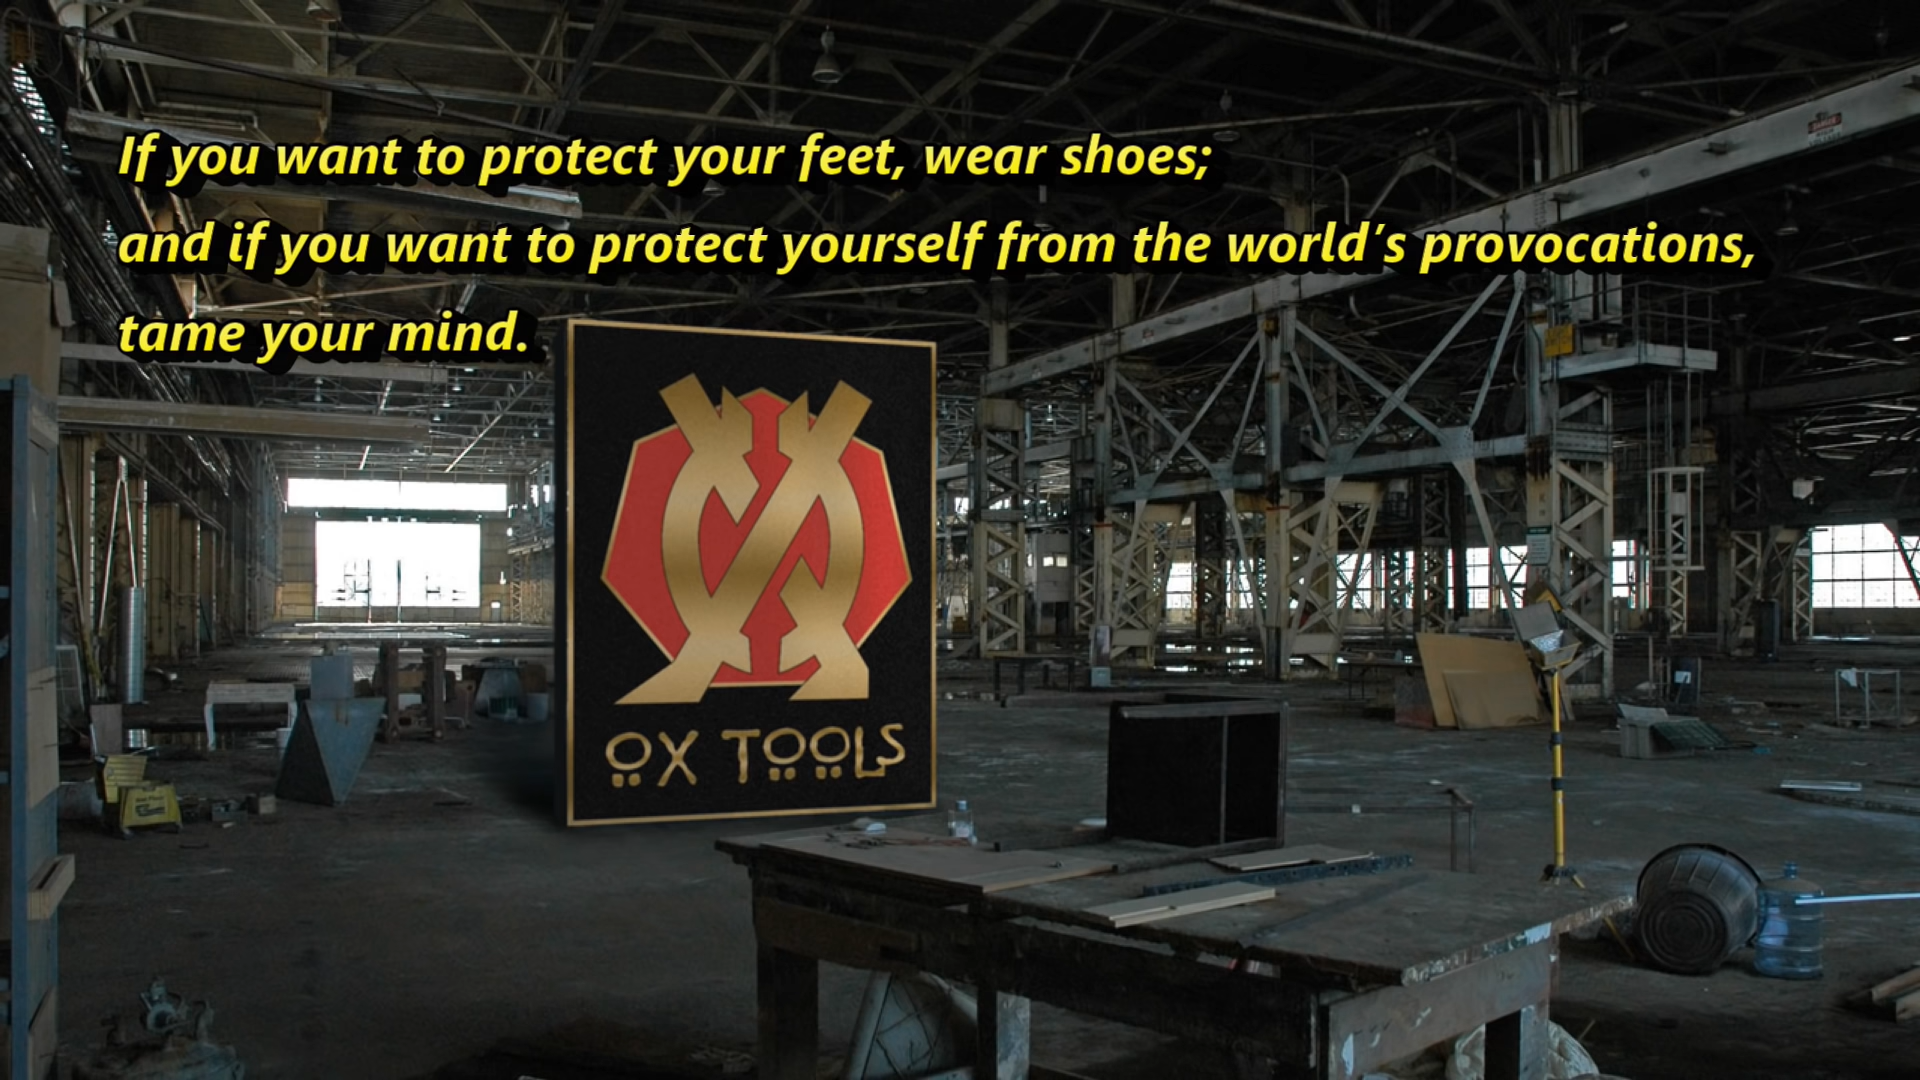 If you want to protect your feet, wear shoes;
and if you want to protect yourself from the world's provocations,
tame your mind.
OX TOOLS